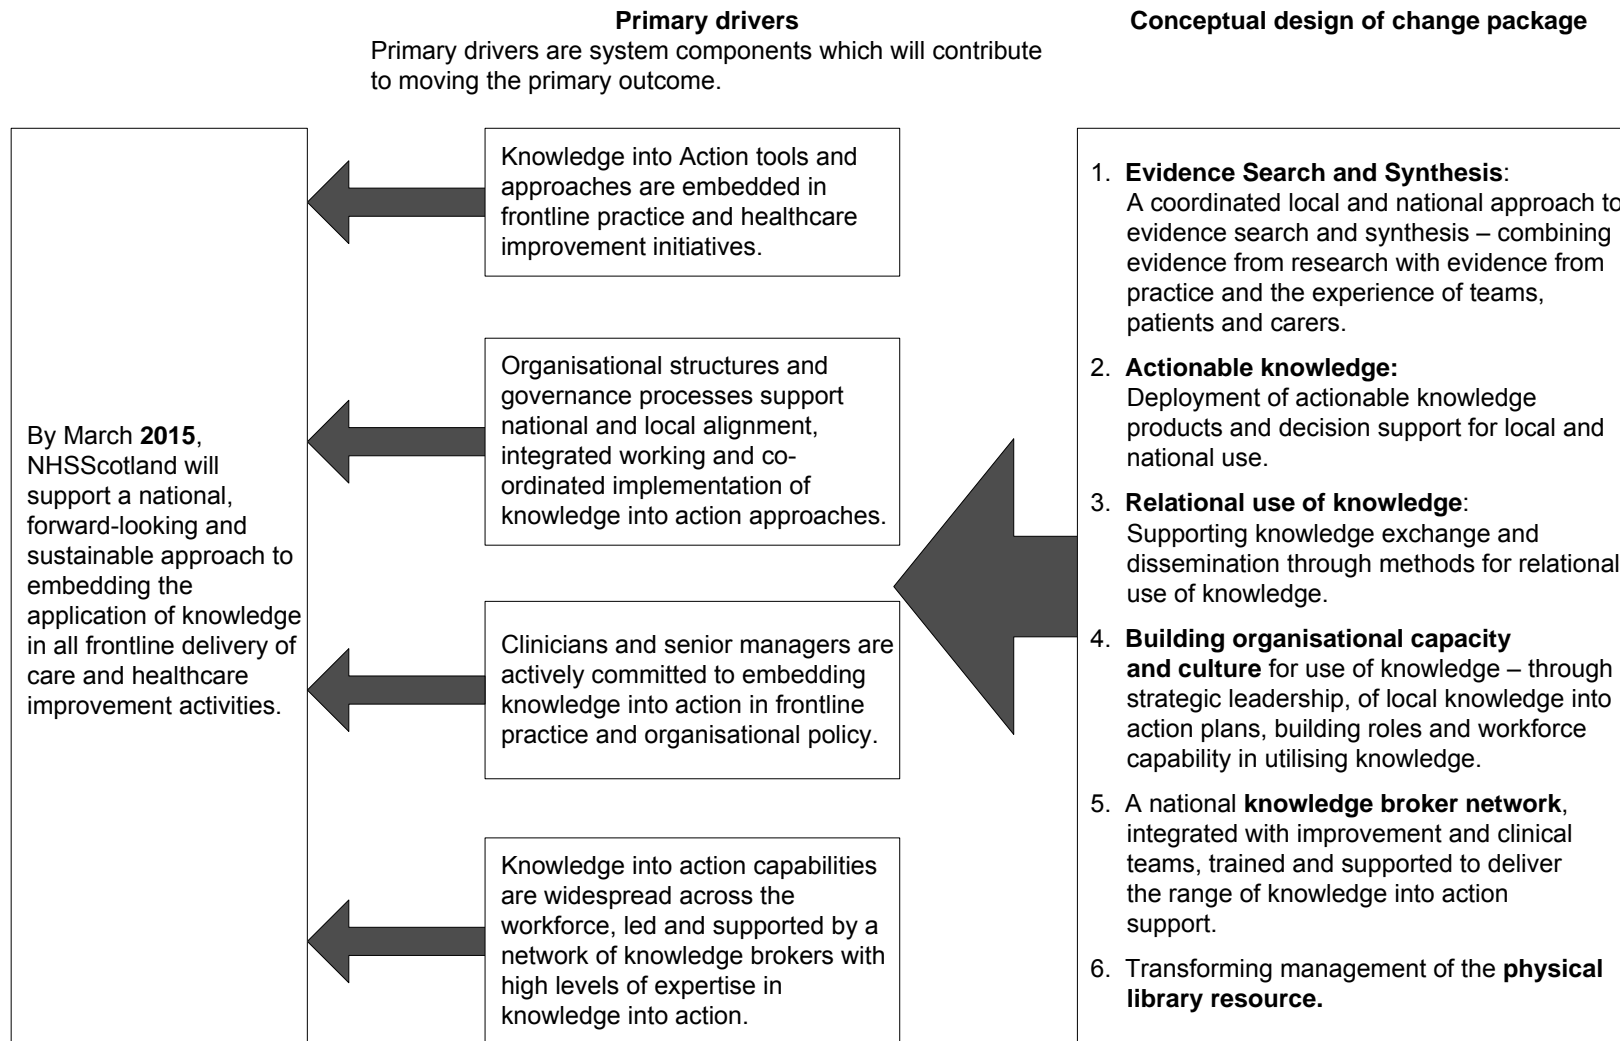 Primary drivers
Primary drivers are system components which will contribute
to moving the primary outcome.
Conceptual design of change package
By March 2015,
NHSScotland will
support a national,
forward-looking and
sustainable approach to
embedding the
application of knowledge
in all frontline delivery of
care and healthcare
improvement activities.
Knowledge into Action tools and
approaches are embedded in
frontline practice and healthcare
improvement initiatives.
Organisational structures and
governance processes support
national and local alignment,
integrated working and co-
ordinated implementation of
knowledge into action approaches.
Clinicians and senior managers are
actively committed to embedding
knowledge into action in frontline
practice and organisational policy.
Knowledge into action capabilities
are widespread across the
workforce, led and supported by a
network of knowledge brokers with
high levels of expertise in
knowledge into action.
1. Evidence Search and Synthesis:
A coordinated local and national approach to
evidence search and synthesis – combining
evidence from research with evidence from
practice and the experience of teams,
patients and carers.
2. Actionable knowledge:
Deployment of actionable knowledge
products and decision support for local and
national use.
3. Relational use of knowledge:
Supporting knowledge exchange and
dissemination through methods for relational
use of knowledge.
4. Building organisational capacity
and culture for use of knowledge – through
strategic leadership, of local knowledge into
action plans, building roles and workforce
capability in utilising knowledge.
5. A national knowledge broker network,
integrated with improvement and clinical
teams, trained and supported to deliver
the range of knowledge into action
support.
6. Transforming management of the physical
library resource.